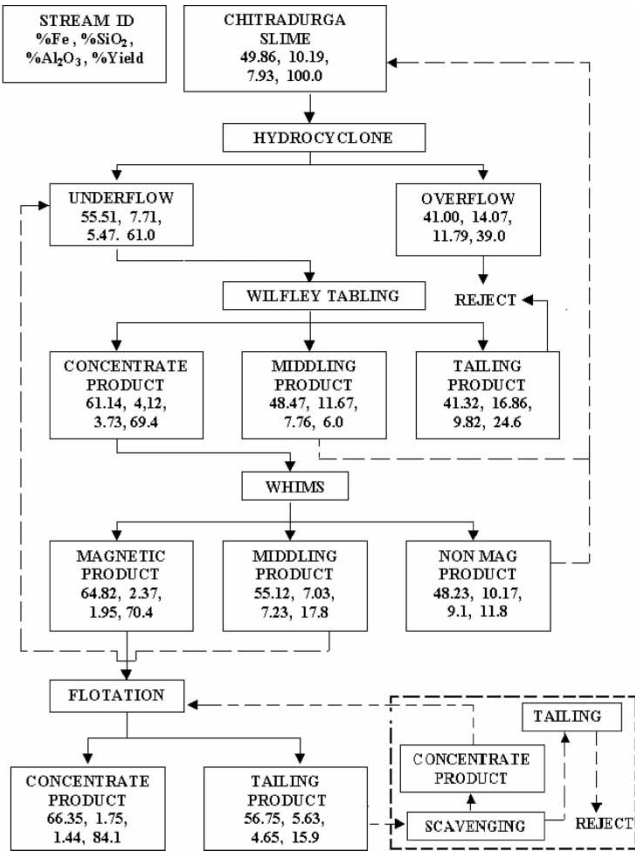 STREAM ID
%Fe, %SiO₂,
%Al₂O₃, %Yield
CHITRADURGA
SLIME
49.86, 10.19,
7.93, 100.0
HYDROCYCLONE
UNDERFLOW
55.51, 7.71,
5.47. 61.0
OVERFLOW
41.00, 14.07,
11.79, 39.0
WILFLEY TABLING
REJECT
CONCENTRATE
PRODUCT
61.14, 4,12,
3.73, 69.4
MIDDLING
PRODUCT
48.47, 11.67,
7.76, 6.0
TAILING
PRODUCT
41.32, 16.86,
9.82, 24.6
WHIMS
MAGNETIC
PRODUCT
64.82, 2.37,
1.95, 70.4
MIDDLING
PRODUCT
55.12, 7.03,
7.23, 17.8
NON MAG
PRODUCT
48.23, 10.17,
9.1, 11.8
FLOTATION
TAILING
CONCENTRATE
PRODUCT
CONCENTRATE
PRODUCT
66.35, 1.75,
1.44, 84.1
TAILING
PRODUCT
56.75, 5.63,
4.65, 15.9
SCAVENGING
REJECT